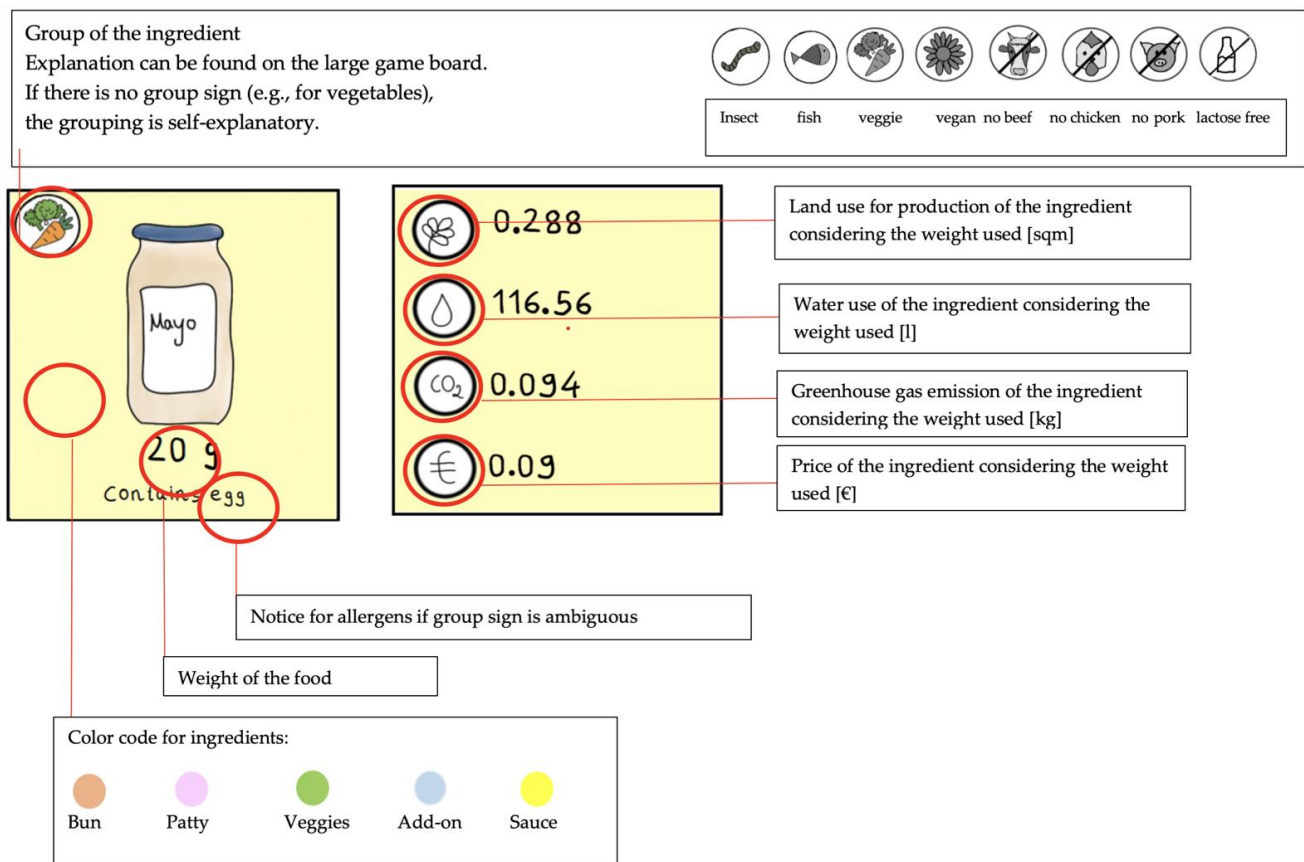 Group of the ingredient
Explanation can be found on the large game board.
If there is no group sign (e.g., for vegetables),
the grouping is self-explanatory.
Insect fish veggie vegan no beef no chicken no pork lactose free
Mayo
20 g
Contains egg
0.288
116.56
CO2
0.094
€
0.09
Land use for production of the ingredient
considering the weight used [sqm]
Water use of the ingredient considering the
weight used [l]
Greenhouse gas emission of the ingredient
considering the weight used [kg]
Price of the ingredient considering the weight
used [€]
Notice for allergens if group sign is ambiguous
Weight of the food
Color code for ingredients:
Bun Patty Veggies Add-on Sauce